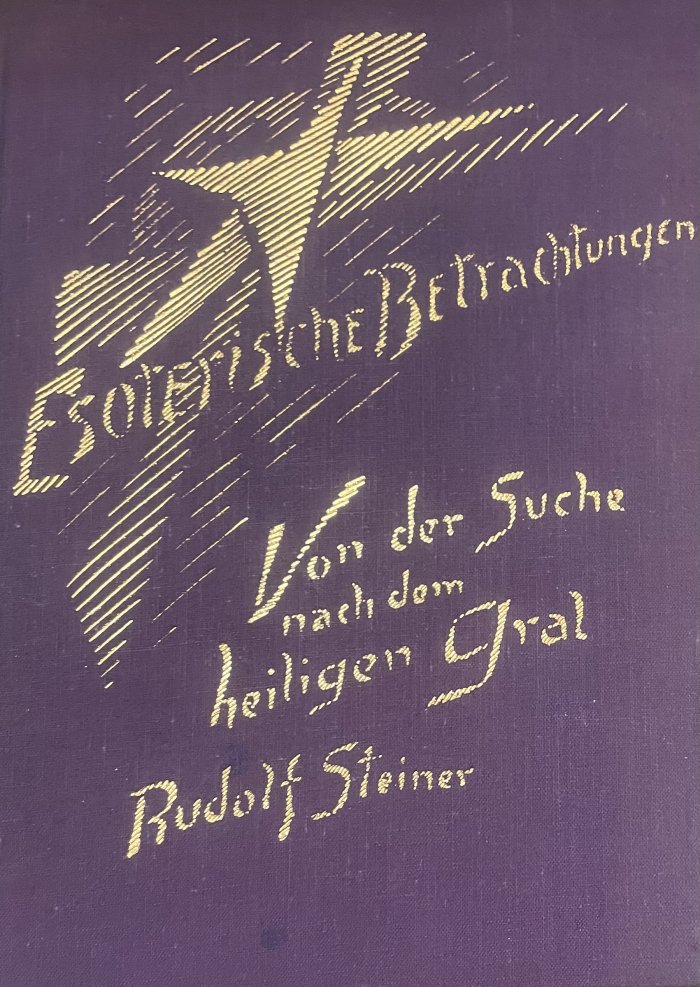 Esoterische Betrachtungen
Von der Suche
nach dem
heiligen Gral
Rudolf Steiner